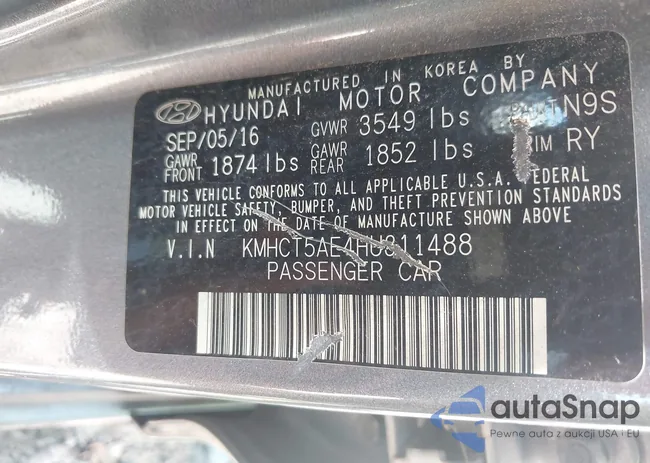 MANUFACTURED IN KOREA BY
HYUNDAI MOTOR COMPANY
SEP/05/16 GVWR 3549 lbs PAINT N9S
GAWR FRONT 1874 lbs GAWR REAR 1852 lbs TRIM RY
THIS VEHICLE CONFORMS TO ALL APPLICABLE U.S.A. FEDERAL
MOTOR VEHICLE SAFETY, BUMPER, AND THEFT PREVENTION STANDARDS
IN EFFECT ON THE DATE OF MANUFACTURE SHOWN ABOVE
V.I.N KMHCT5AE4HU311488
PASSENGER CAR
autaSnap
Pewne auta z aukcji USA i EU